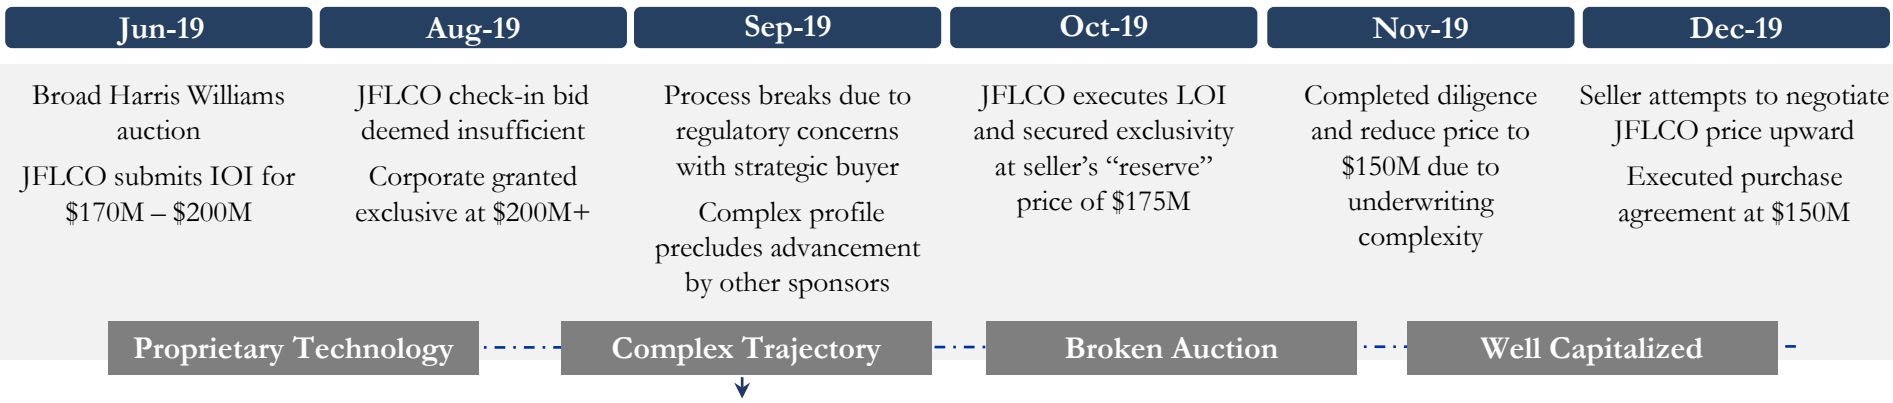 Jun-19
Broad Harris Williams
auction
JFLCO submits IOI for
$170M – $200M
Aug-19
JFLCO check-in bid
deemed insufficient
Corporate granted
exclusive at $200M+
Sep-19
Process breaks due to
regulatory concerns
with strategic buyer
Complex profile
precludes advancement
by other sponsors
Oct-19
JFLCO executes LOI
and secured exclusivity
at seller’s “reserve”
price of $175M
Nov-19
Completed diligence
and reduce price to
$150M due to
underwriting
complexity
Dec-19
Seller attempts to negotiate
JFLCO price upward
Executed purchase
agreement at $150M
Proprietary Technology
Complex Trajectory
Broken Auction
Well Capitalized